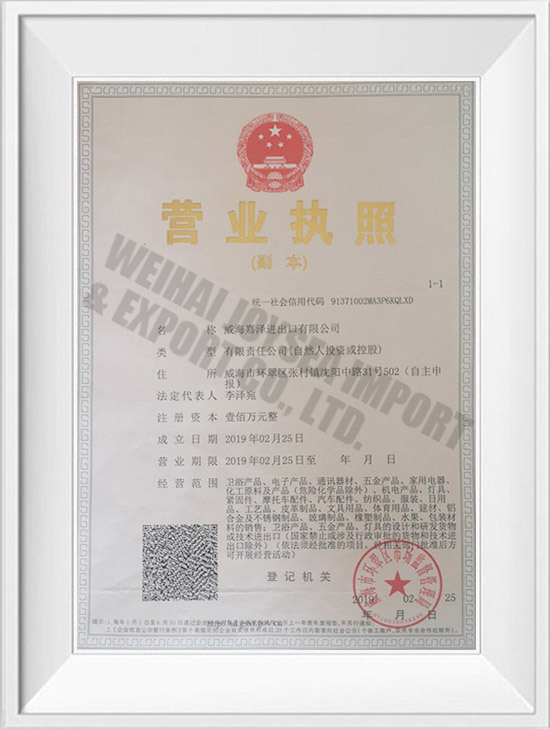 营业执照
(副本)
1-1
统一社会信用代码 91371002MA3P6KQLXD
名称 威海嘉泽进出口有限公司
类型 有限责任公司(自然人投资或控股)
住所 威海市环翠区张村镇沈阳中路31号502（自主申
报)
法定代表人 李泽宛
注册资本 壹佰万元整
成立日期 2019年02月25日
营业期限 2019年02月25日至 年 月 日
经营范围 卫浴产品、电子产品、通讯器材、五金产品、家用电器、
化工原料及产品（危险化学品除外）、机电产品、灯具、
紧固件、摩托车配件、汽车配件、纺织品、服装、日用
品、工艺品、皮革制品、文具用品、体育用品、建材、铝
合金及不锈钢制品、玻璃制品、橡塑制品、水果、包装材
料的销售；卫浴产品、五金产品、灯具的设计和研发货物
或技术进出口（国家禁止或涉及行政审批的货物和技术进
出口除外）（依法须经批准的项目，经相关部门批准后方
可开展经营活动）
登记机关
2019 02 25
年 月 日
WEIHAI JOYSEA IMPORT
& EXPORT CO., LTD.